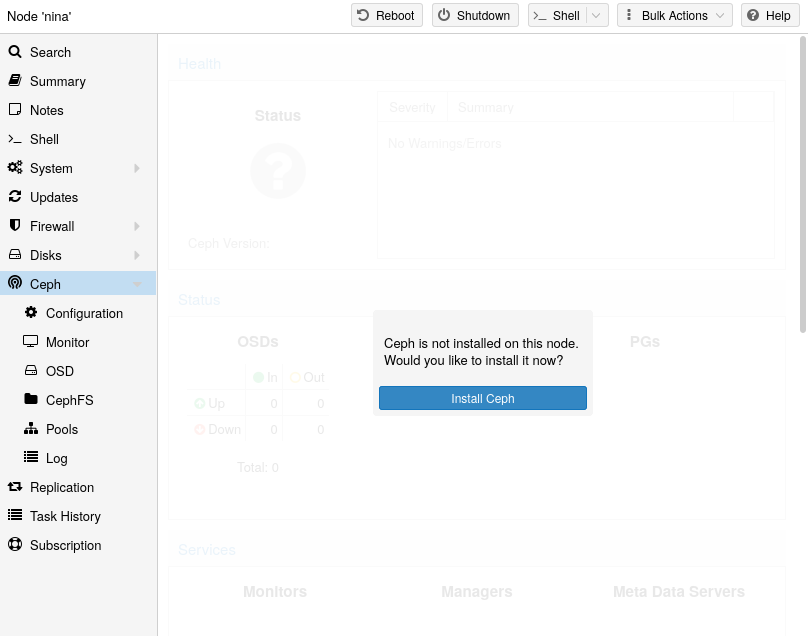 Node 'nina'
Reboot
Shutdown
Shell
Bulk Actions
Help
Search
Summary
Notes
Shell
System
Updates
Firewall
Disks
Ceph
Configuration
Monitor
OSD
CephFS
Pools
Log
Replication
Task History
Subscription
Health
Status
Severity Summary
No Warnings/Errors
Ceph Version:
Status
OSDs
PGs
In Out
Up 0 0
Down 0 0
Total: 0
Ceph is not installed on this node.
Would you like to install it now?
Install Ceph
Services
Monitors Managers Meta Data Servers